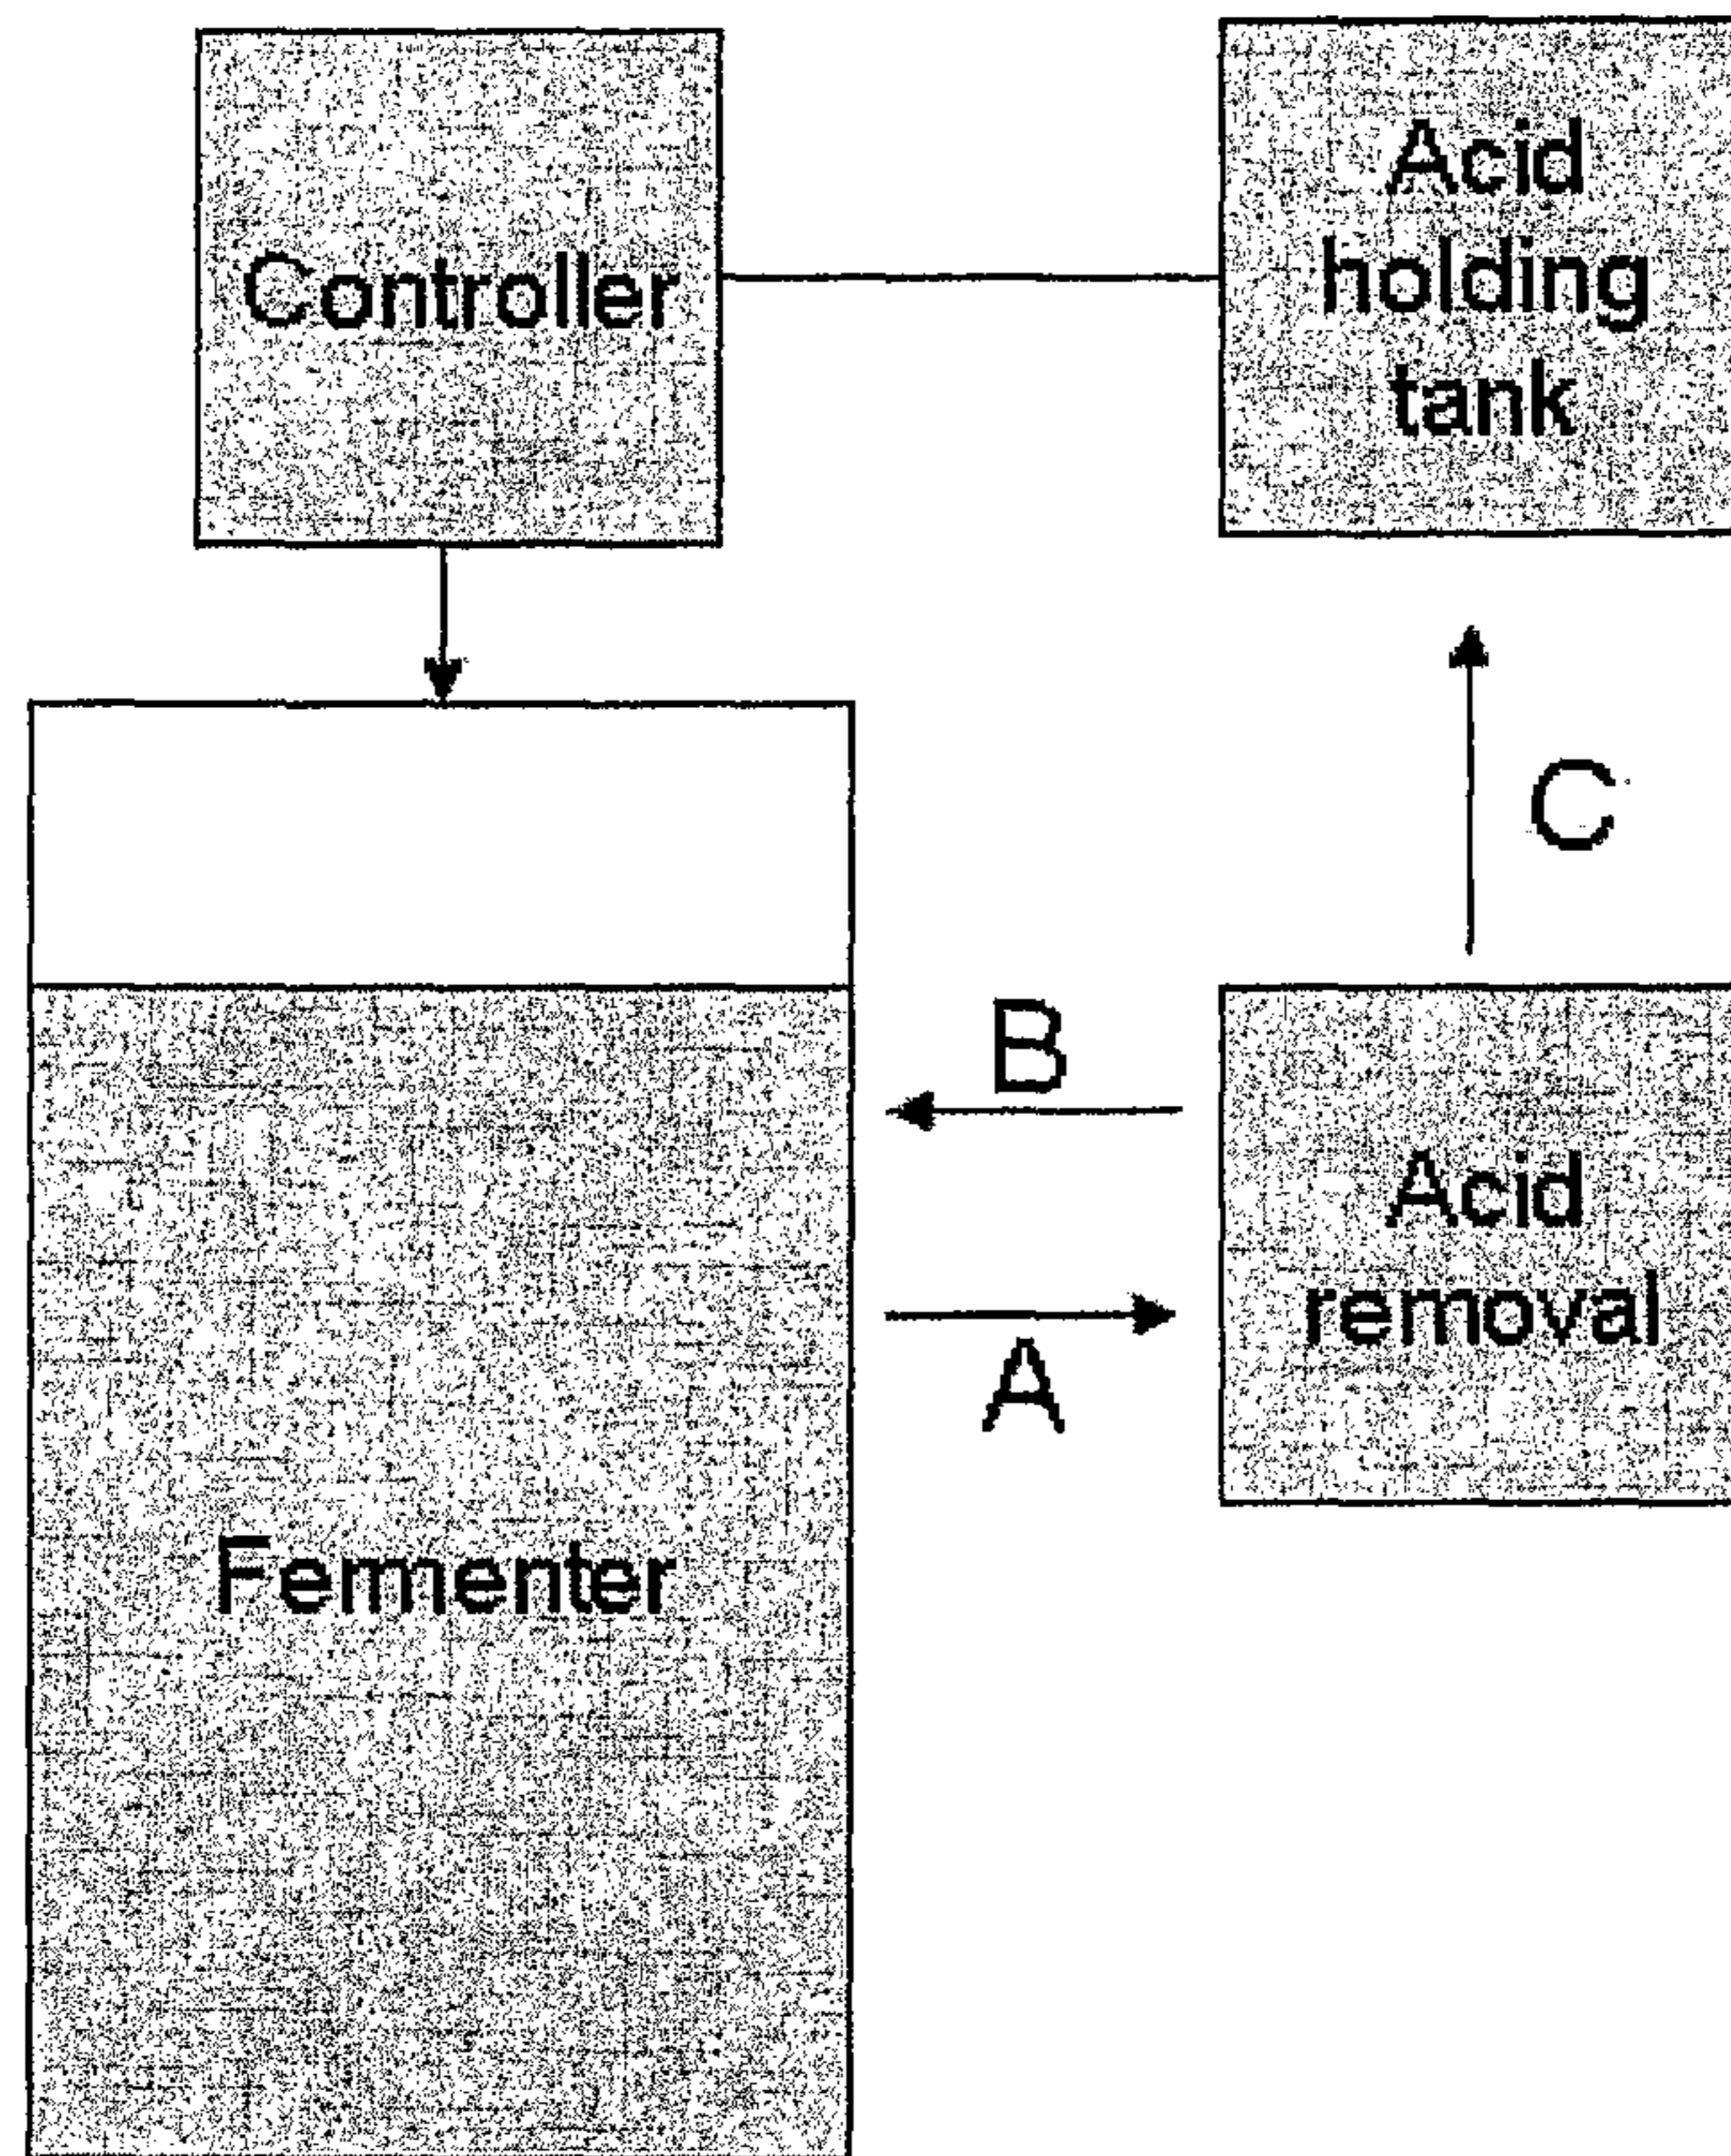 Controller
Acid
holding
tank
C
B
A
Acid
removal
Fermenter